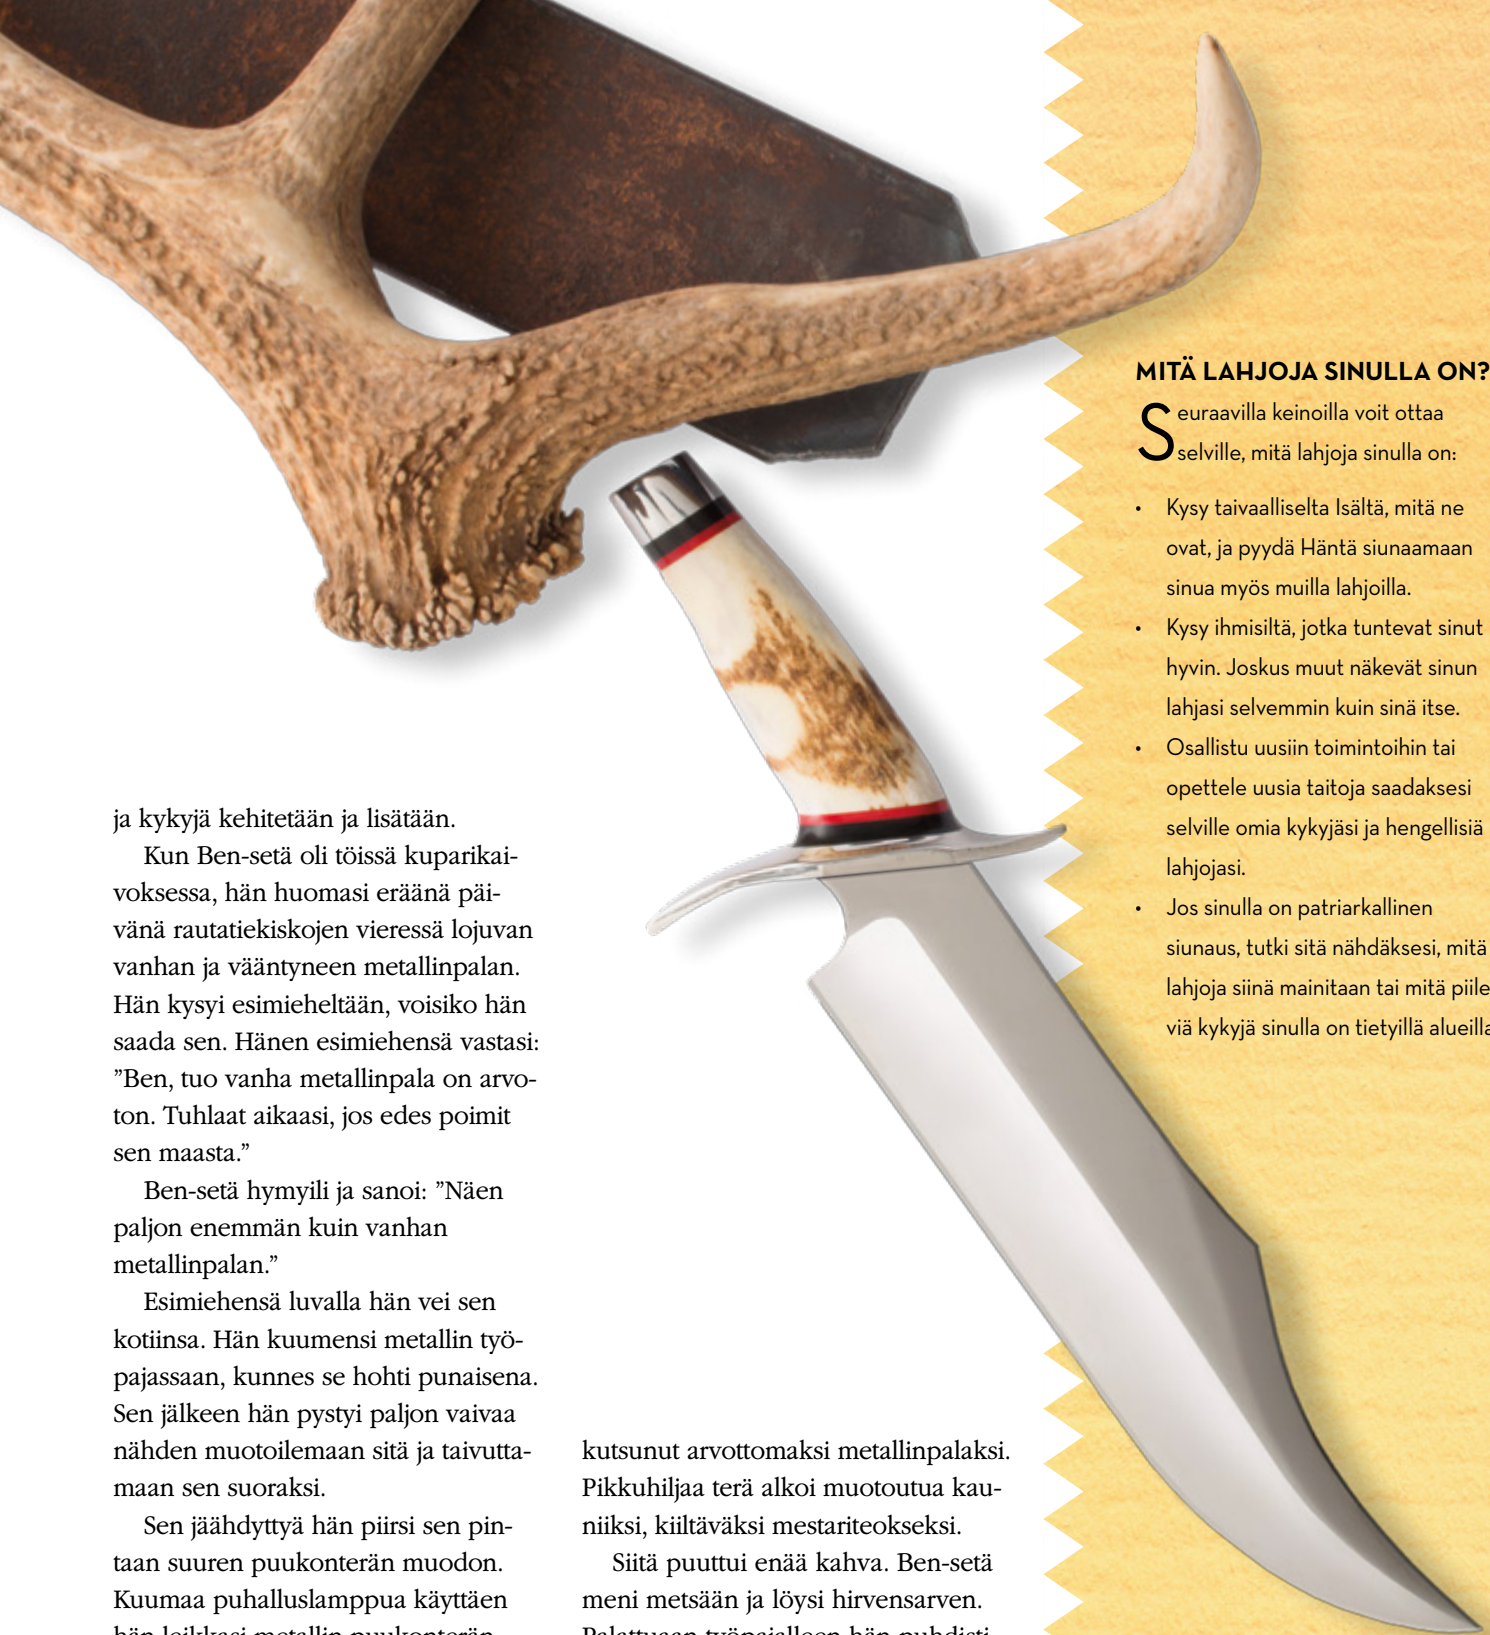 ja kykyjä kehitetään ja lisätään.
Kun Ben-setä oli töissä kuparikai-
voksessa, hän huomasi eräänä päi-
vänä rautatiekiskojen vieressä lojuvan
vanhan ja vääntyneen metallinpalan.
Hän kysyi esimieheltään, voisiko hän
saada sen. Hänen esimiehensä vastasi:
”Ben, tuo vanha metallinpala on arvo-
ton. Tuhlaat aikaasi, jos edes poimit
sen maasta.”
Ben-setä hymyili ja sanoi: ”Näen
paljon enemmän kuin vanhan
metallinpalan.”
Esimiehensä luvalla hän vei sen
kotiinsa. Hän kuumensi metallin työ-
pajassaan, kunnes se hohti punaisena.
Sen jälkeen hän pystyi paljon vaivaa
nähden muotoilemaan sitä ja taivutta-
maan sen suoraksi.
Sen jäähdyttyä hän piirsi sen pin-
taan suuren puukonterän muodon.
Kuumaa puhalluslamppua käyttäen
hän leikkasi metallin puukonterän
kutsunut arvottomaksi metallinpalaksi.
Pikkuhiljaa terä alkoi muotoutua kau-
niiksi, kiiltäväksi mestariteokseksi.
Siitä puuttui enää kahva. Ben-setä
meni metsään ja löysi hirvensarven.
Palattuaan työpajalleen hän puhdisti
MITÄ LAHJOJA SINULLA ON?
Seuraavilla keinoilla voit ottaa
selville, mitä lahjoja sinulla on:
• Kysy taivaalliselta Isältä, mitä ne
ovat, ja pyydä Häntä siunaamaan
sinua myös muilla lahjoilla.
• Kysy ihmisiltä, jotka tuntevat sinut
hyvin. Joskus muut näkevät sinun
lahjasi selvemmin kuin sinä itse.
• Osallistu uusiin toimintoihin tai
opettele uusia taitoja saadaksesi
selville omia kykyjäsi ja hengellisiä
lahjojasi.
• Jos sinulla on patriarkallinen
siunaus, tutki sitä nähdäksesi, mitä
lahjoja siinä mainitaan tai mitä piile
viä kykyjä sinulla on tietyillä alueilla